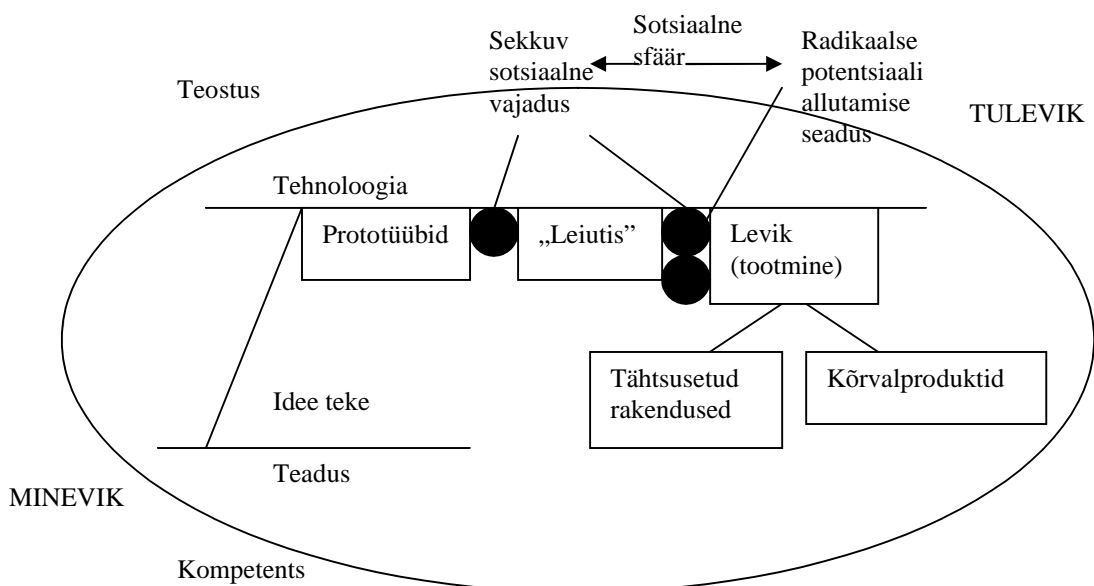 Sotsiaalne
sfäär
Sekkuv
sotsiaalne
vajadus
Radikaalse
potentsiaali
allutamise
seadus
Teostus
TULEVIK
Tehnoloogia
Prototüübid
„Leiutis”
Levik
(tootmine)
Tähtsusetud
rakendused
Kõrvalproduktid
Idee teke
Teadus
MINEVIK
Kompetents